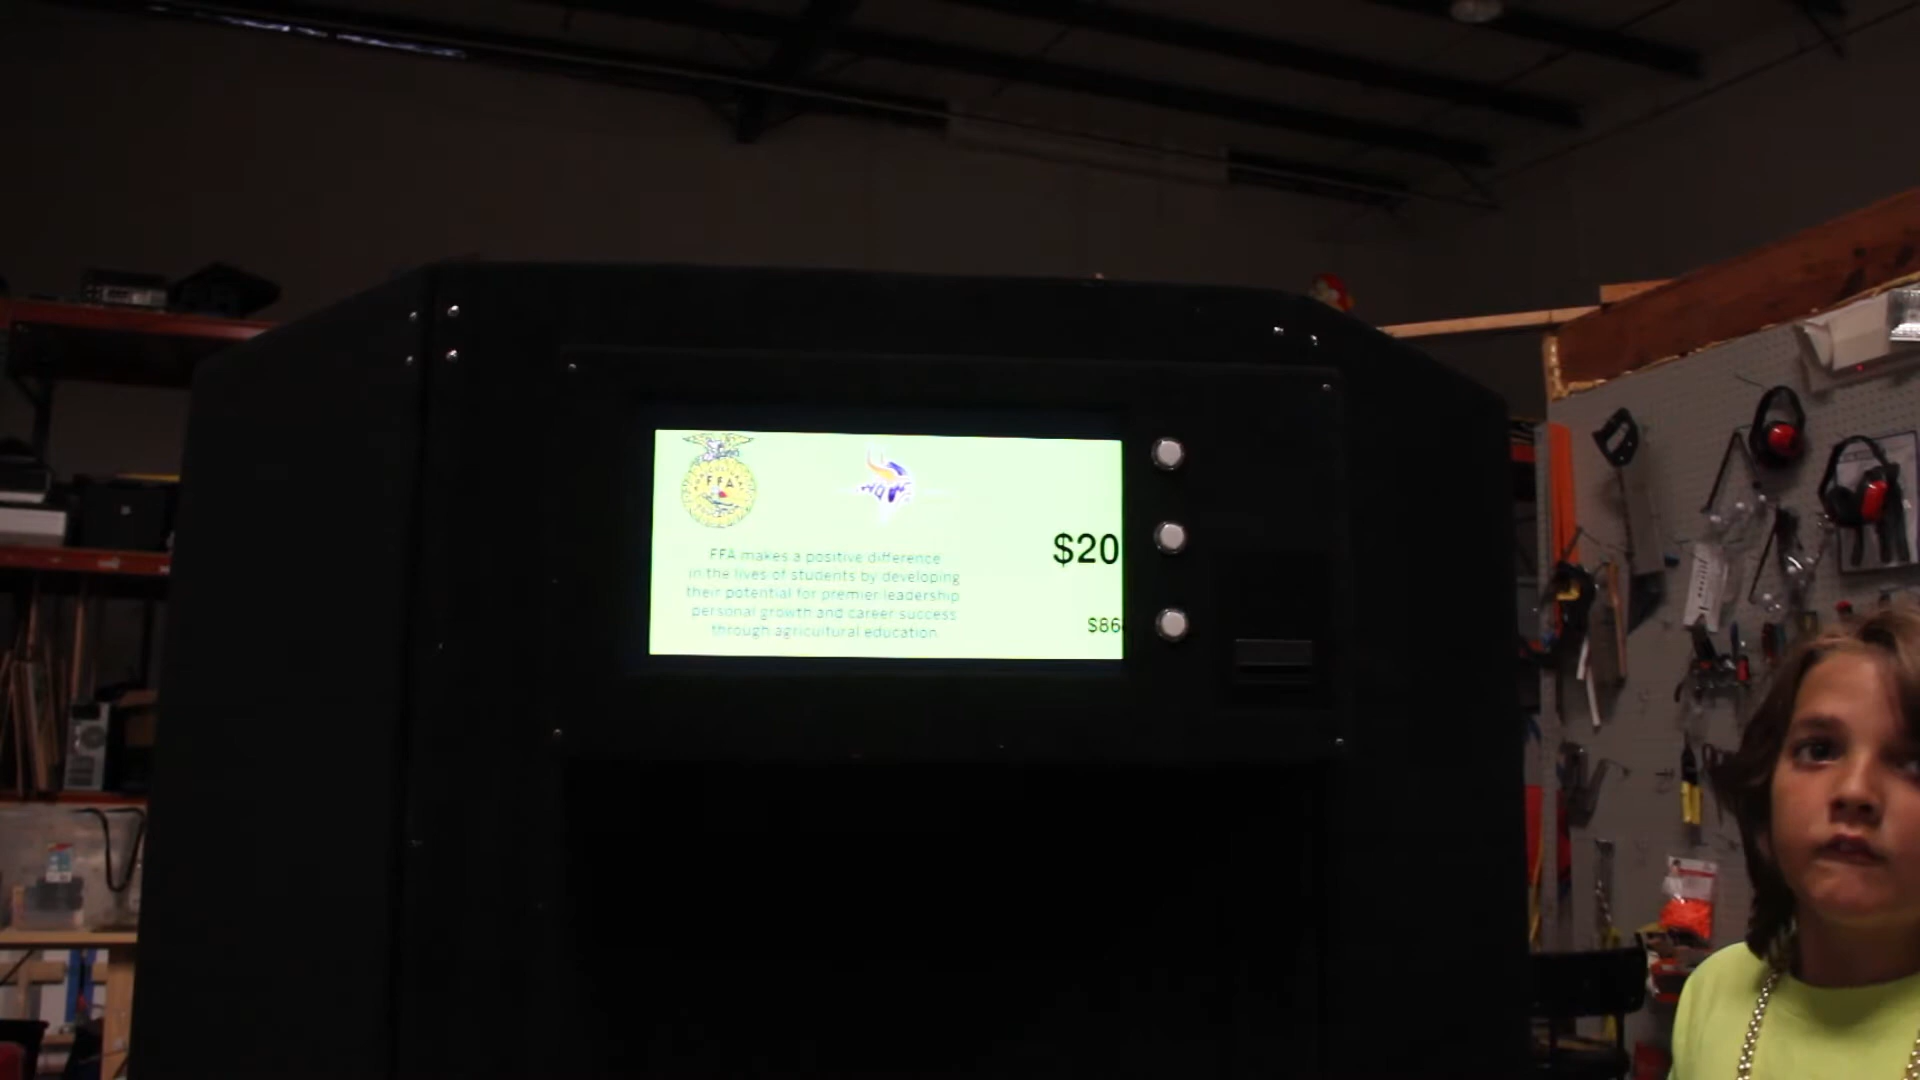 FFA
FFA makes a positive difference
in the lives of students by developing
their potential for premier leadership
personal growth and career success
through agricultural education
$20
$86